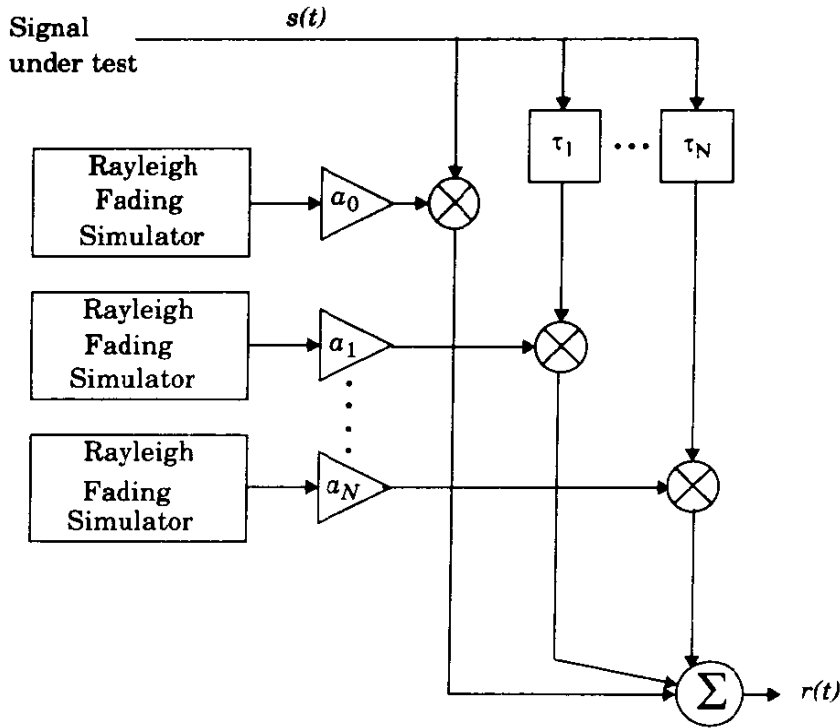 Signal
under test
s(t)
τ1 ... τN
Rayleigh
Fading
Simulator
a0
Rayleigh
Fading
Simulator
a1
Rayleigh
Fading
Simulator
aN
Σ
r(t)